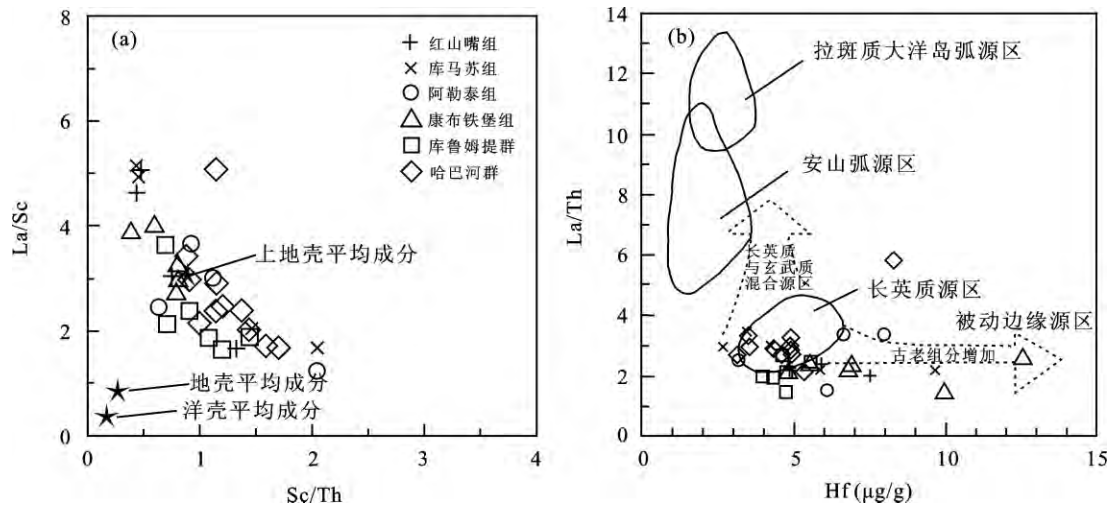 (a)
红山嘴组
库马苏组
阿勒泰组
康布铁堡组
库鲁姆提群
哈巴河群
上地壳平均成分
地壳平均成分
洋壳平均成分
8
6
4
2
0
La/Sc
0
1
2
3
4
Sc/Th
(b)
拉斑质大洋岛弧源区
安山弧源区
长英质
与玄武质
混合源区
长英质源区
被动边缘源区
古老组分增加
14
12
10
8
6
4
2
0
14
12
10
La/Th
0
5
10
15
Hf (μg/g)